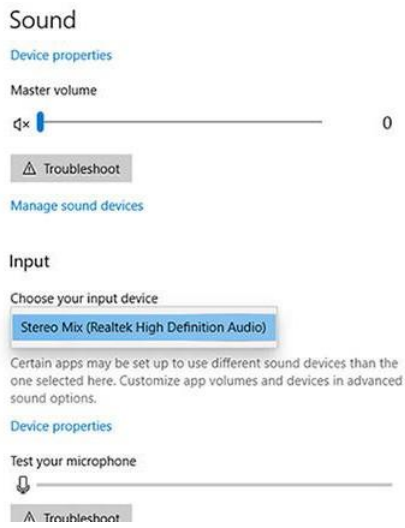 Sound
Device properties
Master volume
0
Troubleshoot
Manage sound devices
Input
Choose your input device
Stereo Mix (Realtek High Definition Audio)
Certain apps may be set up to use different sound devices than the
one selected here. Customize app volumes and devices in advanced
sound options.
Device properties
Test your microphone
Troubleshoot